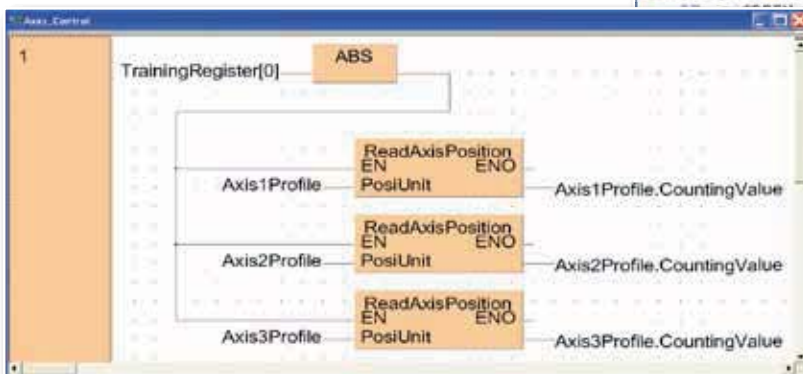 Axis_Control
1
ABS
TrainingRegister[0]
ReadAxisPosition
EN ENO
Axis1Profile PosiUnit Axis1Profile.CountingValue
ReadAxisPosition
EN ENO
Axis2Profile PosiUnit Axis2Profile.CountingValue
ReadAxisPosition
EN ENO
Axis3Profile PosiUnit Axis3Profile.CountingValue